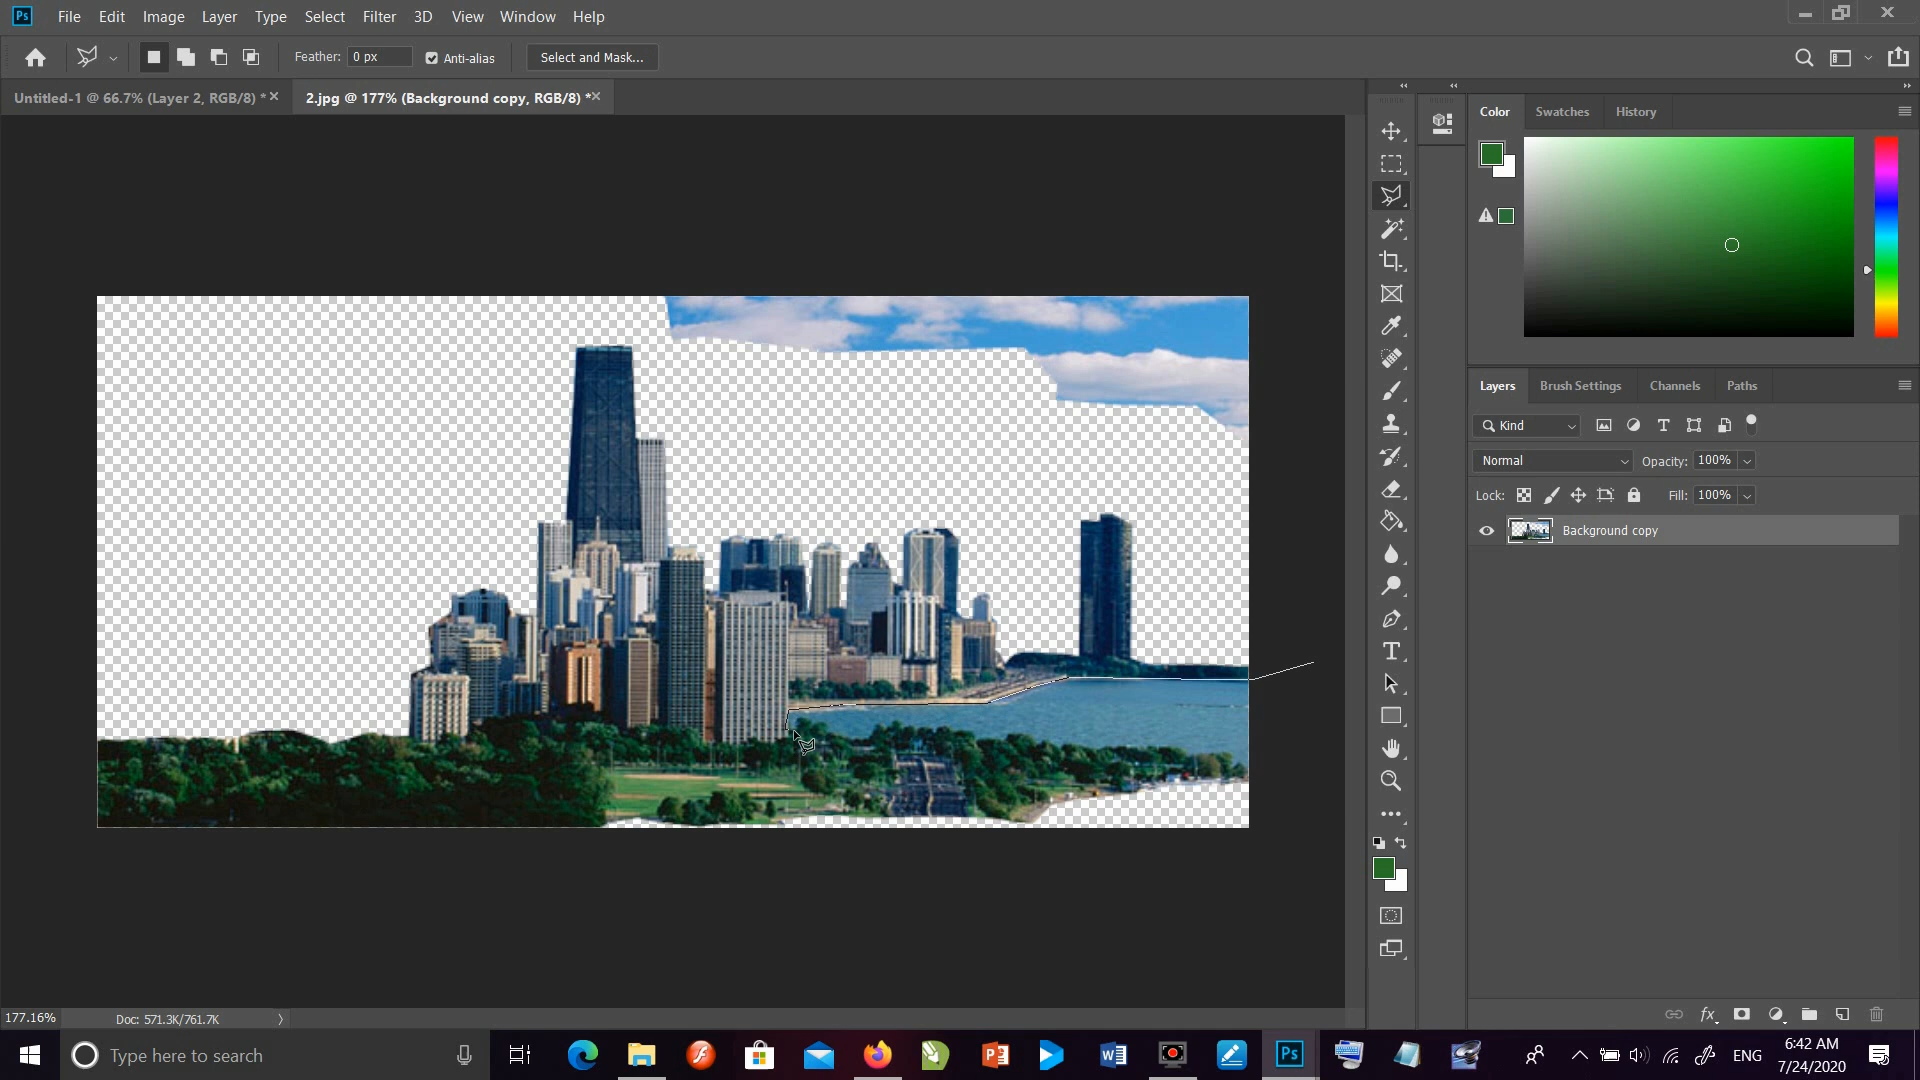 Ps File Edit Image Layer Type Select Filter 3D View Window Help
Feather: 0 px Anti-alias Select and Mask...
Untitled-1 @ 66.7% (Layer 2, RGB/8) * 2.jpg @ 177% (Background copy, RGB/8) *
Color Swatches History
Layers Brush Settings Channels Paths
Kind
Normal Opacity: 100%
Lock: Fill: 100%
Background copy
177.16% Doc: 571.3K/761.7K
fx
Type here to search Ps ENG 6:42 AM
7/24/2020